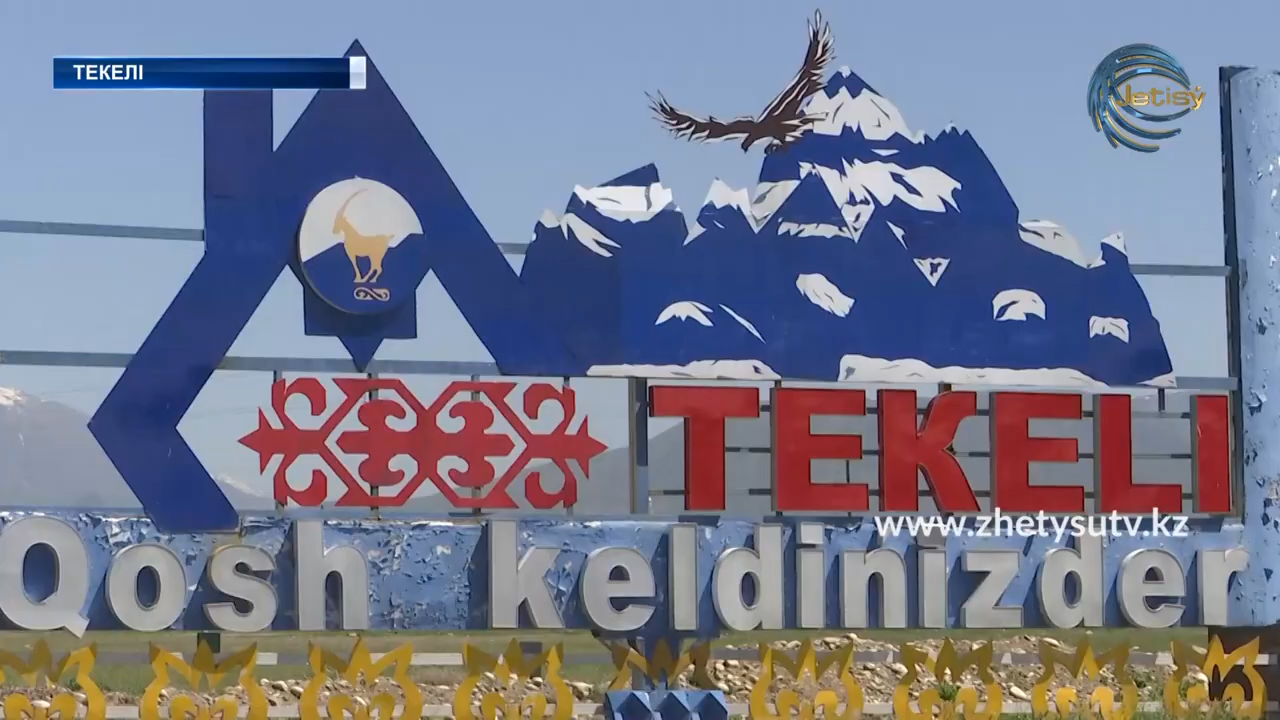 ТЕКЕЛІ
Jetisý
TEKELI
www.zhetysutv.kz
Qosh keldinizder